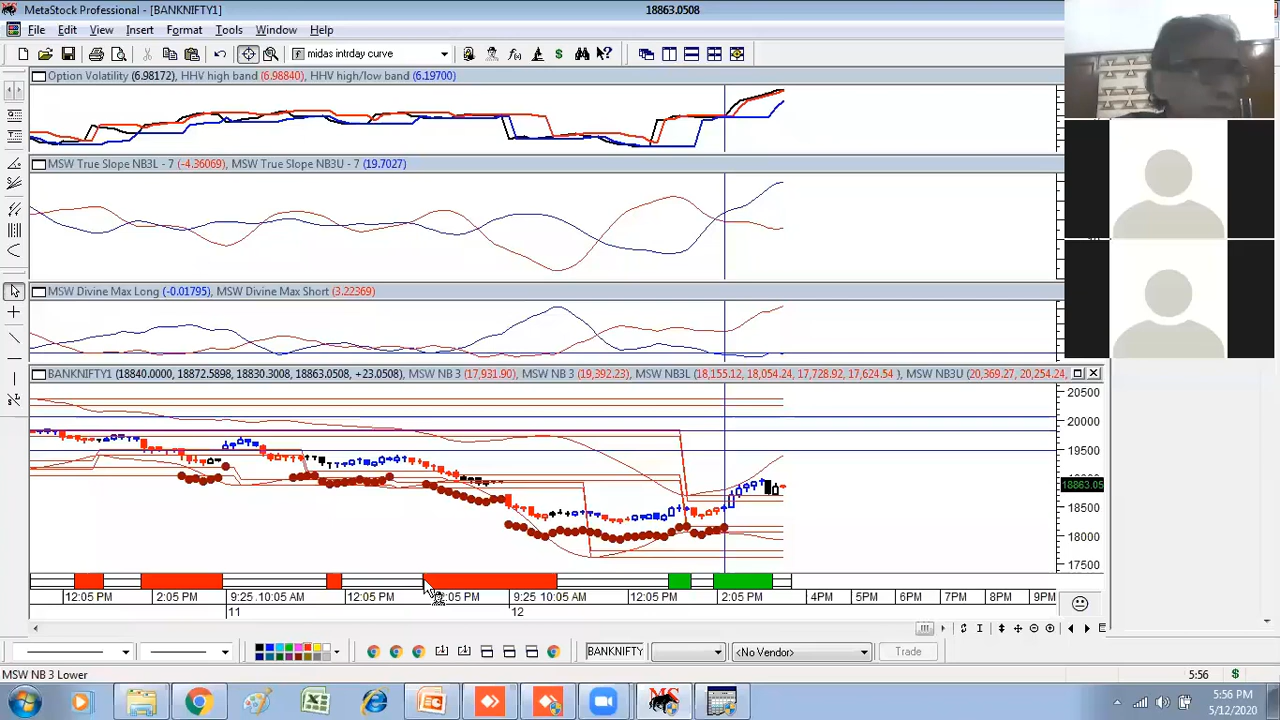 MetaStock Professional - [BANKNIFTY1]
18863.0508
File Edit View Insert Format Tools Window Help
midas intrday curve
Option Volatility (6.98172), HHV high band (6.98840), HHV high/low band (6.19700)
MSW True Slope NB3L - 7 (-4.36069), MSW True Slope NB3U - 7 (19.7027)
MSW Divine Max Long (-0.01795), MSW Divine Max Short (3.22369)
BANKNIFTY1 (18840.0000, 18872.5898, 18830.3008, 18863.0508, +23.0508), MSW NB 3 (17,931.90), MSW NB 3 (19,392.23), MSW NB3L (18,155.12, 18,054.24, 17,728.92, 17,624.54 ), MSW NB3U (20,369.27, 20,254.24,
20500
20000
19500
18863.05
18500
18000
17500
12:05 PM 2:05 PM 9:25 10:05 AM 12:05 PM 2:05 PM 9:25 10:05 AM 12:05 PM 2:05 PM 4PM 5PM 6PM 7PM 8PM 9PM
11 12
BANKNIFTY <No Vendor> Trade
MSW NB 3 Lower 5:56 $
5:56 PM
5/12/2020